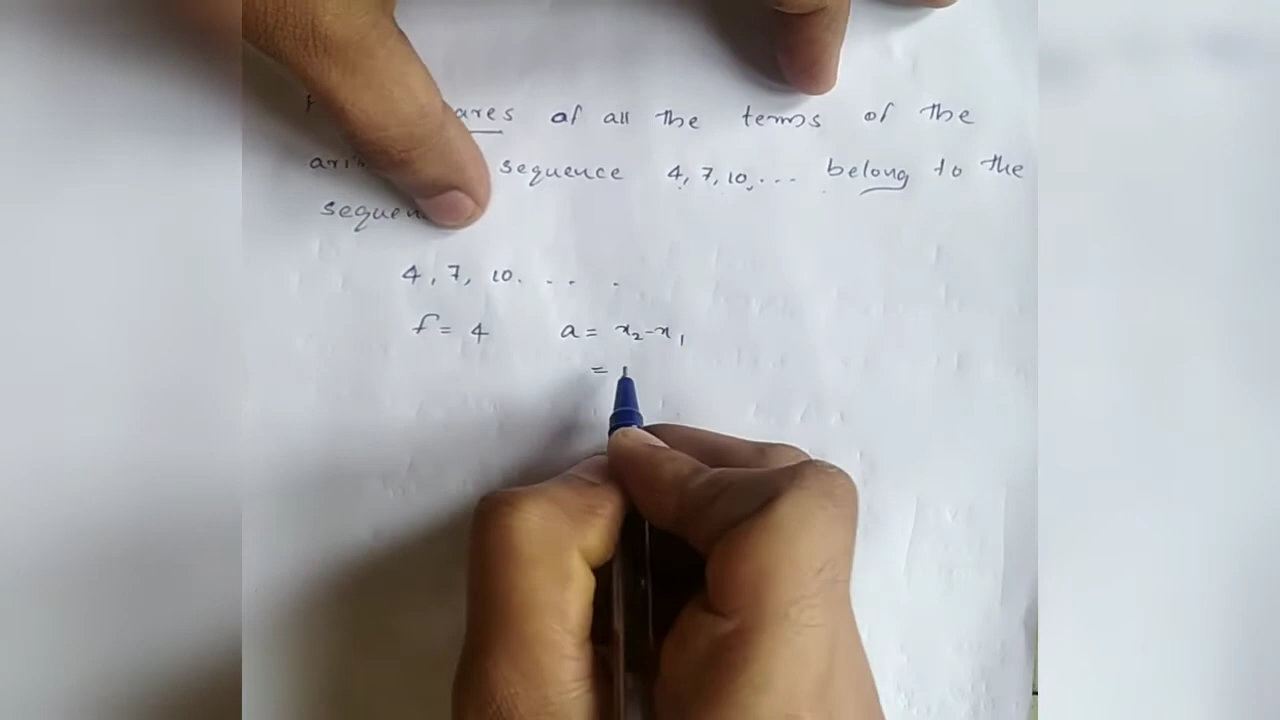 of all the terms of the
sequence 4, 7, 10, ... belong to the
4, 7, 10. . . . .
f = 4 a = x₂-x₁
=